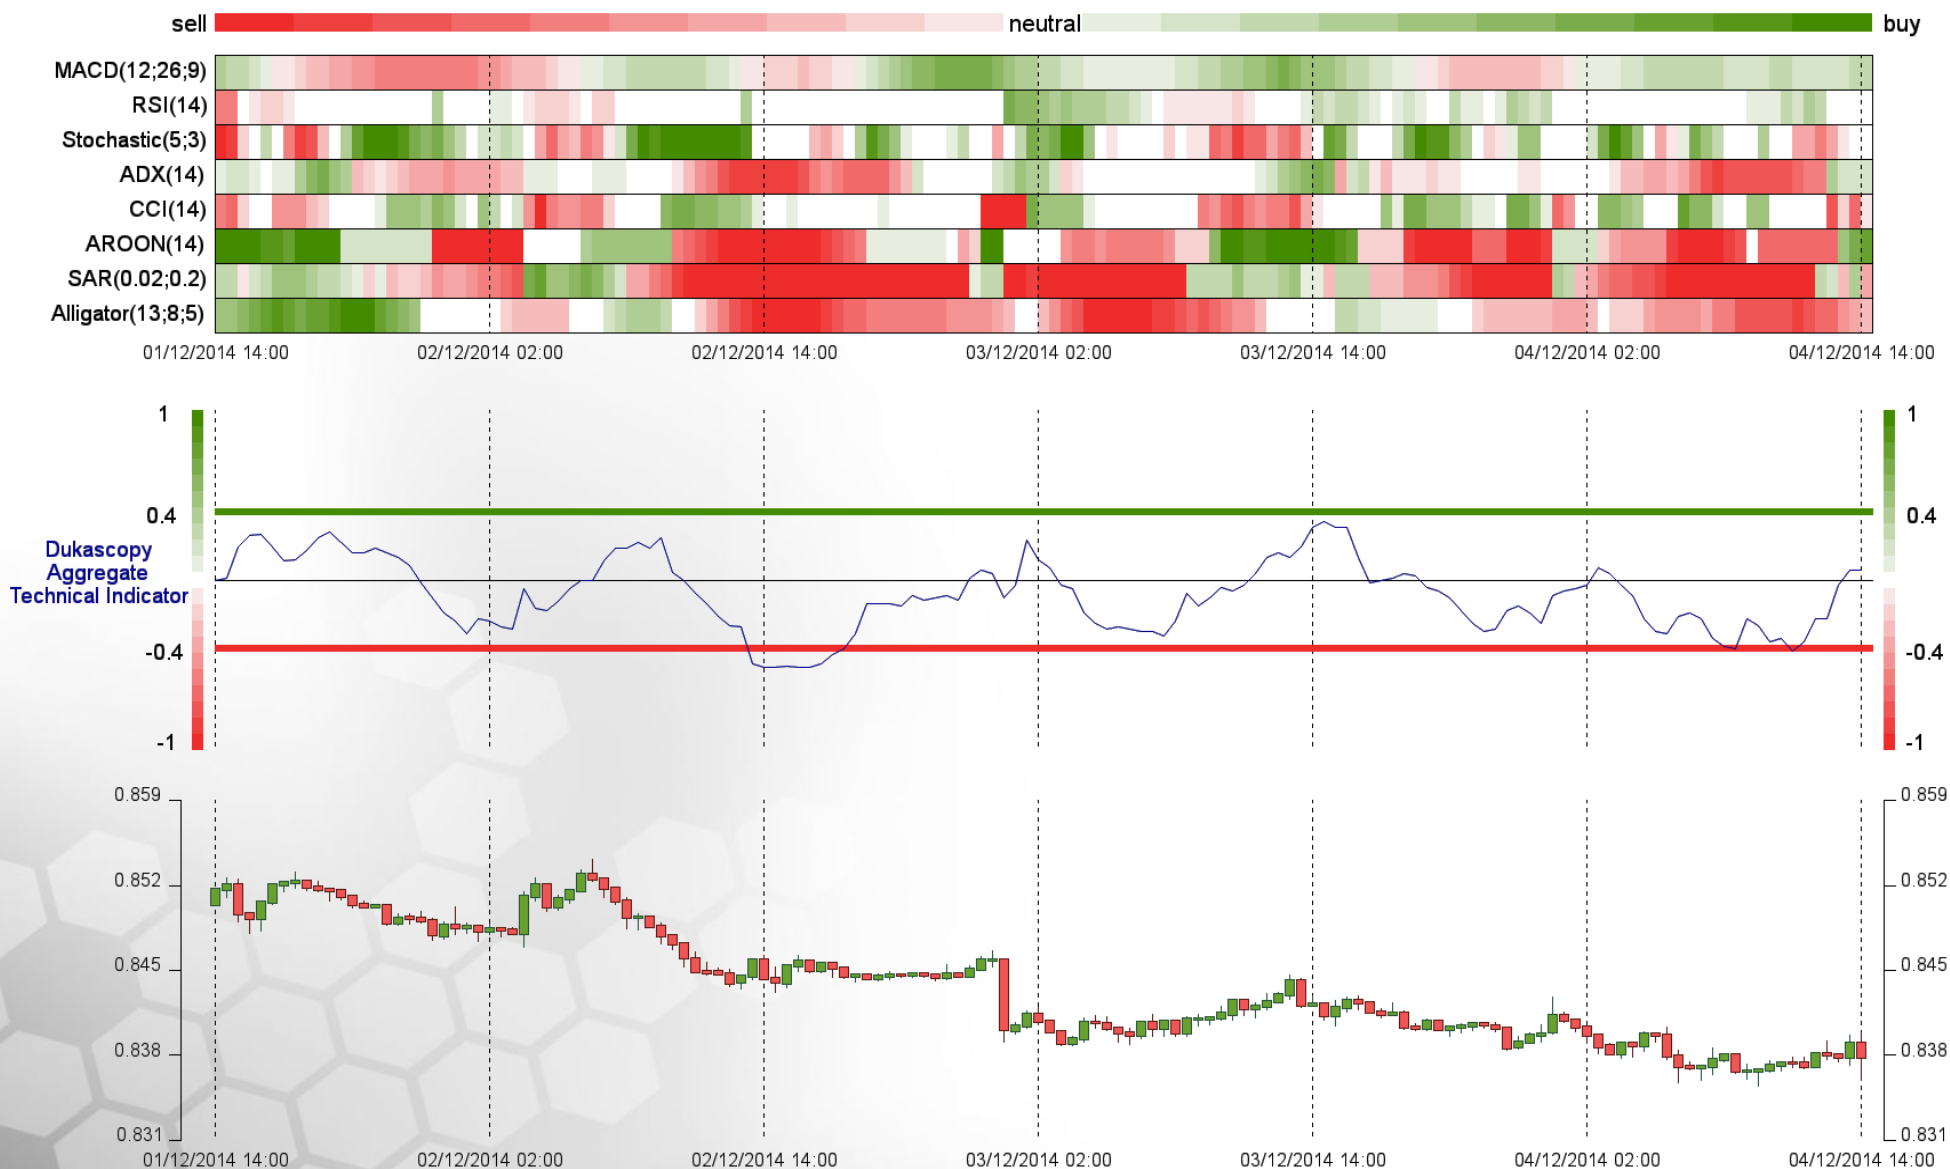 sell neutral buy
MACD(12;26;9)
RSI(14)
Stochastic(5;3)
ADX(14)
CCI(14)
AROON(14)
SAR(0.02;0.2)
Alligator(13;8;5)
01/12/2014 14:00 02/12/2014 02:00 02/12/2014 14:00 03/12/2014 02:00 03/12/2014 14:00 04/12/2014 02:00 04/12/2014 14:00
1 1
0.4 0.4
Dukascopy
Aggregate
Technical Indicator
-0.4 -0.4
-1 -1
0.859 0.859
0.852 0.852
0.845 0.845
0.838 0.838
0.831 0.831
01/12/2014 14:00 02/12/2014 02:00 02/12/2014 14:00 03/12/2014 02:00 03/12/2014 14:00 04/12/2014 02:00 04/12/2014 14:00